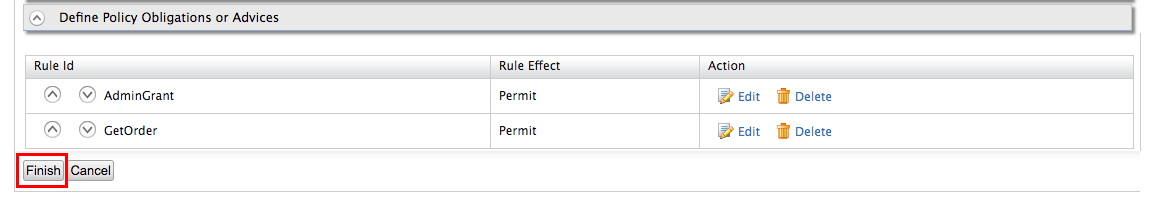 Define Policy Obligations or Advices
Rule Id Rule Effect Action
AdminGrant Permit Edit Delete
GetOrder Permit Edit Delete
Finish Cancel